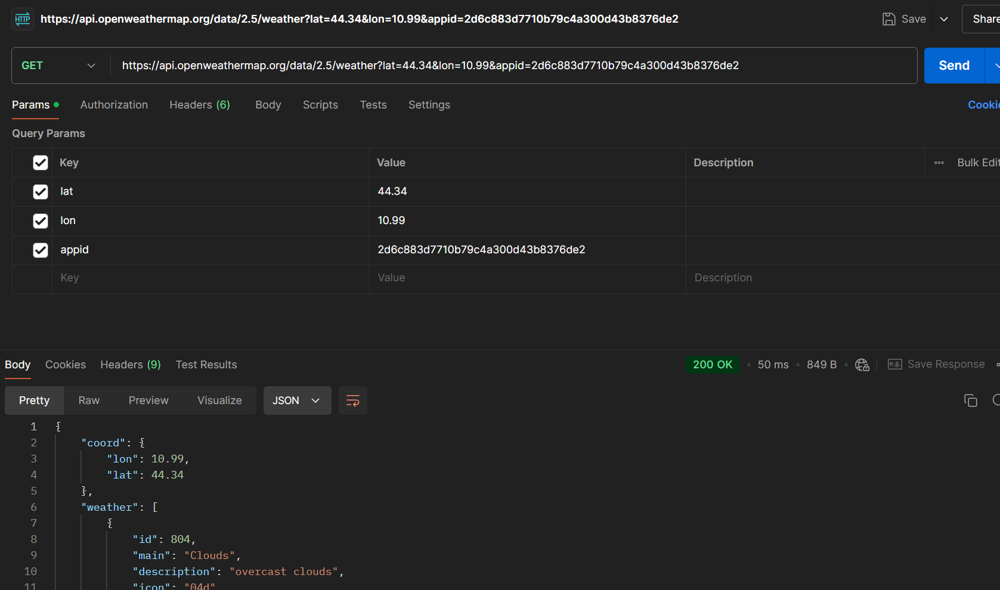 HTTP https://api.openweathermap.org/data/2.5/weather?lat=44.34&lon=10.99&appid=2d6c883d7710b79c4a300d43b8376de2 Save Share
GET https://api.openweathermap.org/data/2.5/weather?lat=44.34&lon=10.99&appid=2d6c883d7710b79c4a300d43b8376de2 Send
Params Authorization Headers (6) Body Scripts Tests Settings Cookie
Query Params
Key Value Description Bulk Edit
lat 44.34
lon 10.99
appid 2d6c883d7710b79c4a300d43b8376de2
Key Value Description
Body Cookies Headers (9) Test Results 200 OK 50 ms 849 B e.g. Save Response
Pretty Raw Preview Visualize JSON
1 {
2 "coord": {
3 "lon": 10.99,
4 "lat": 44.34
5 },
6 "weather": [
7 {
8 "id": 804,
9 "main": "Clouds",
10 "description": "overcast clouds",
11 "icon": "04d"